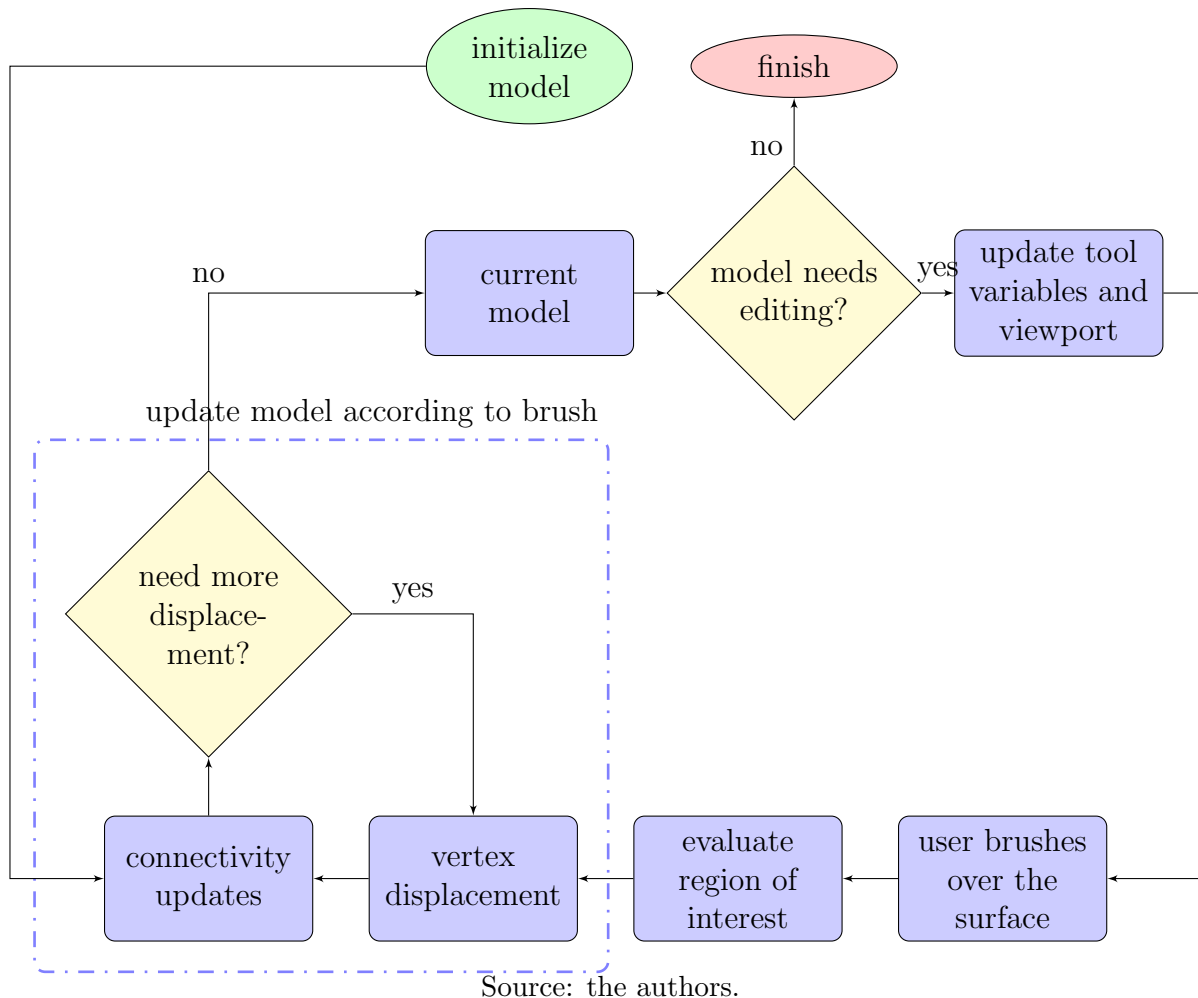 initialize
model
finish
no
no
current
model
model needs
editing?
yes
update tool
variables and
viewport
update model according to brush
need more
displace-
ment?
yes
connectivity
updates
vertex
displacement
evaluate
region of
interest
user brushes
over the
surface
Source: the authors.